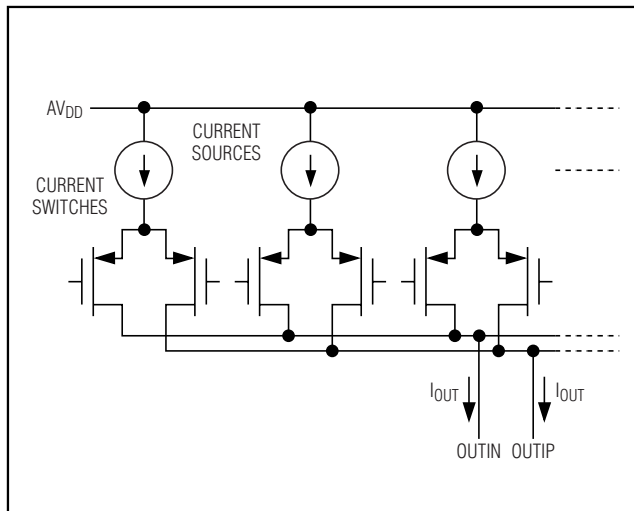 AVDD
CURRENT
SOURCES
CURRENT
SWITCHES
IOUT
IOUT
OUTIN OUTIP